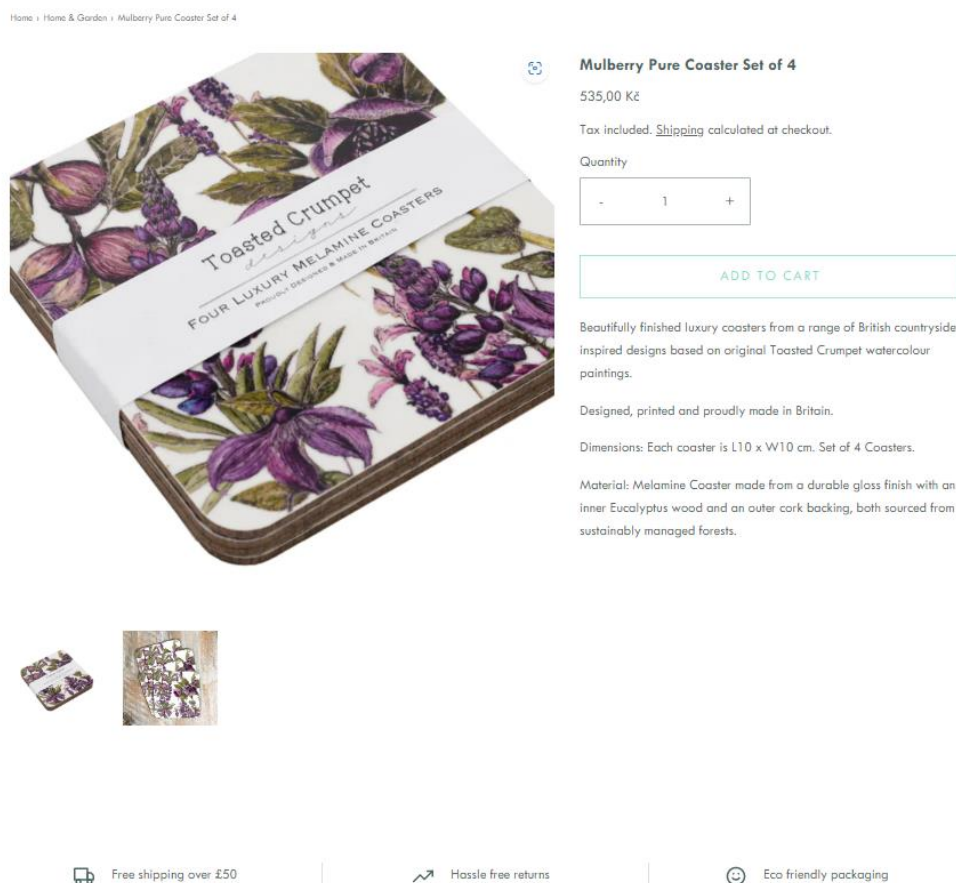 Home › Home & Garden › Mulberry Pure Coaster Set of 4
Toasted Crumpet
designs
FOUR LUXURY MELAMINE COASTERS
PROUDLY DESIGNED & MADE IN BRITAIN
Mulberry Pure Coaster Set of 4
535,00 Kč
Tax included. Shipping calculated at checkout.
Quantity
- 1 +
ADD TO CART
Beautifully finished luxury coasters from a range of British countryside
inspired designs based on original Toasted Crumpet watercolour
paintings.
Designed, printed and proudly made in Britain.
Dimensions: Each coaster is L10 x W10 cm. Set of 4 Coasters.
Material: Melamine Coaster made from a durable gloss finish with an
inner Eucalyptus wood and an outer cork backing, both sourced from
sustainably managed forests.
Free shipping over £50
Hassle free returns
Eco friendly packaging